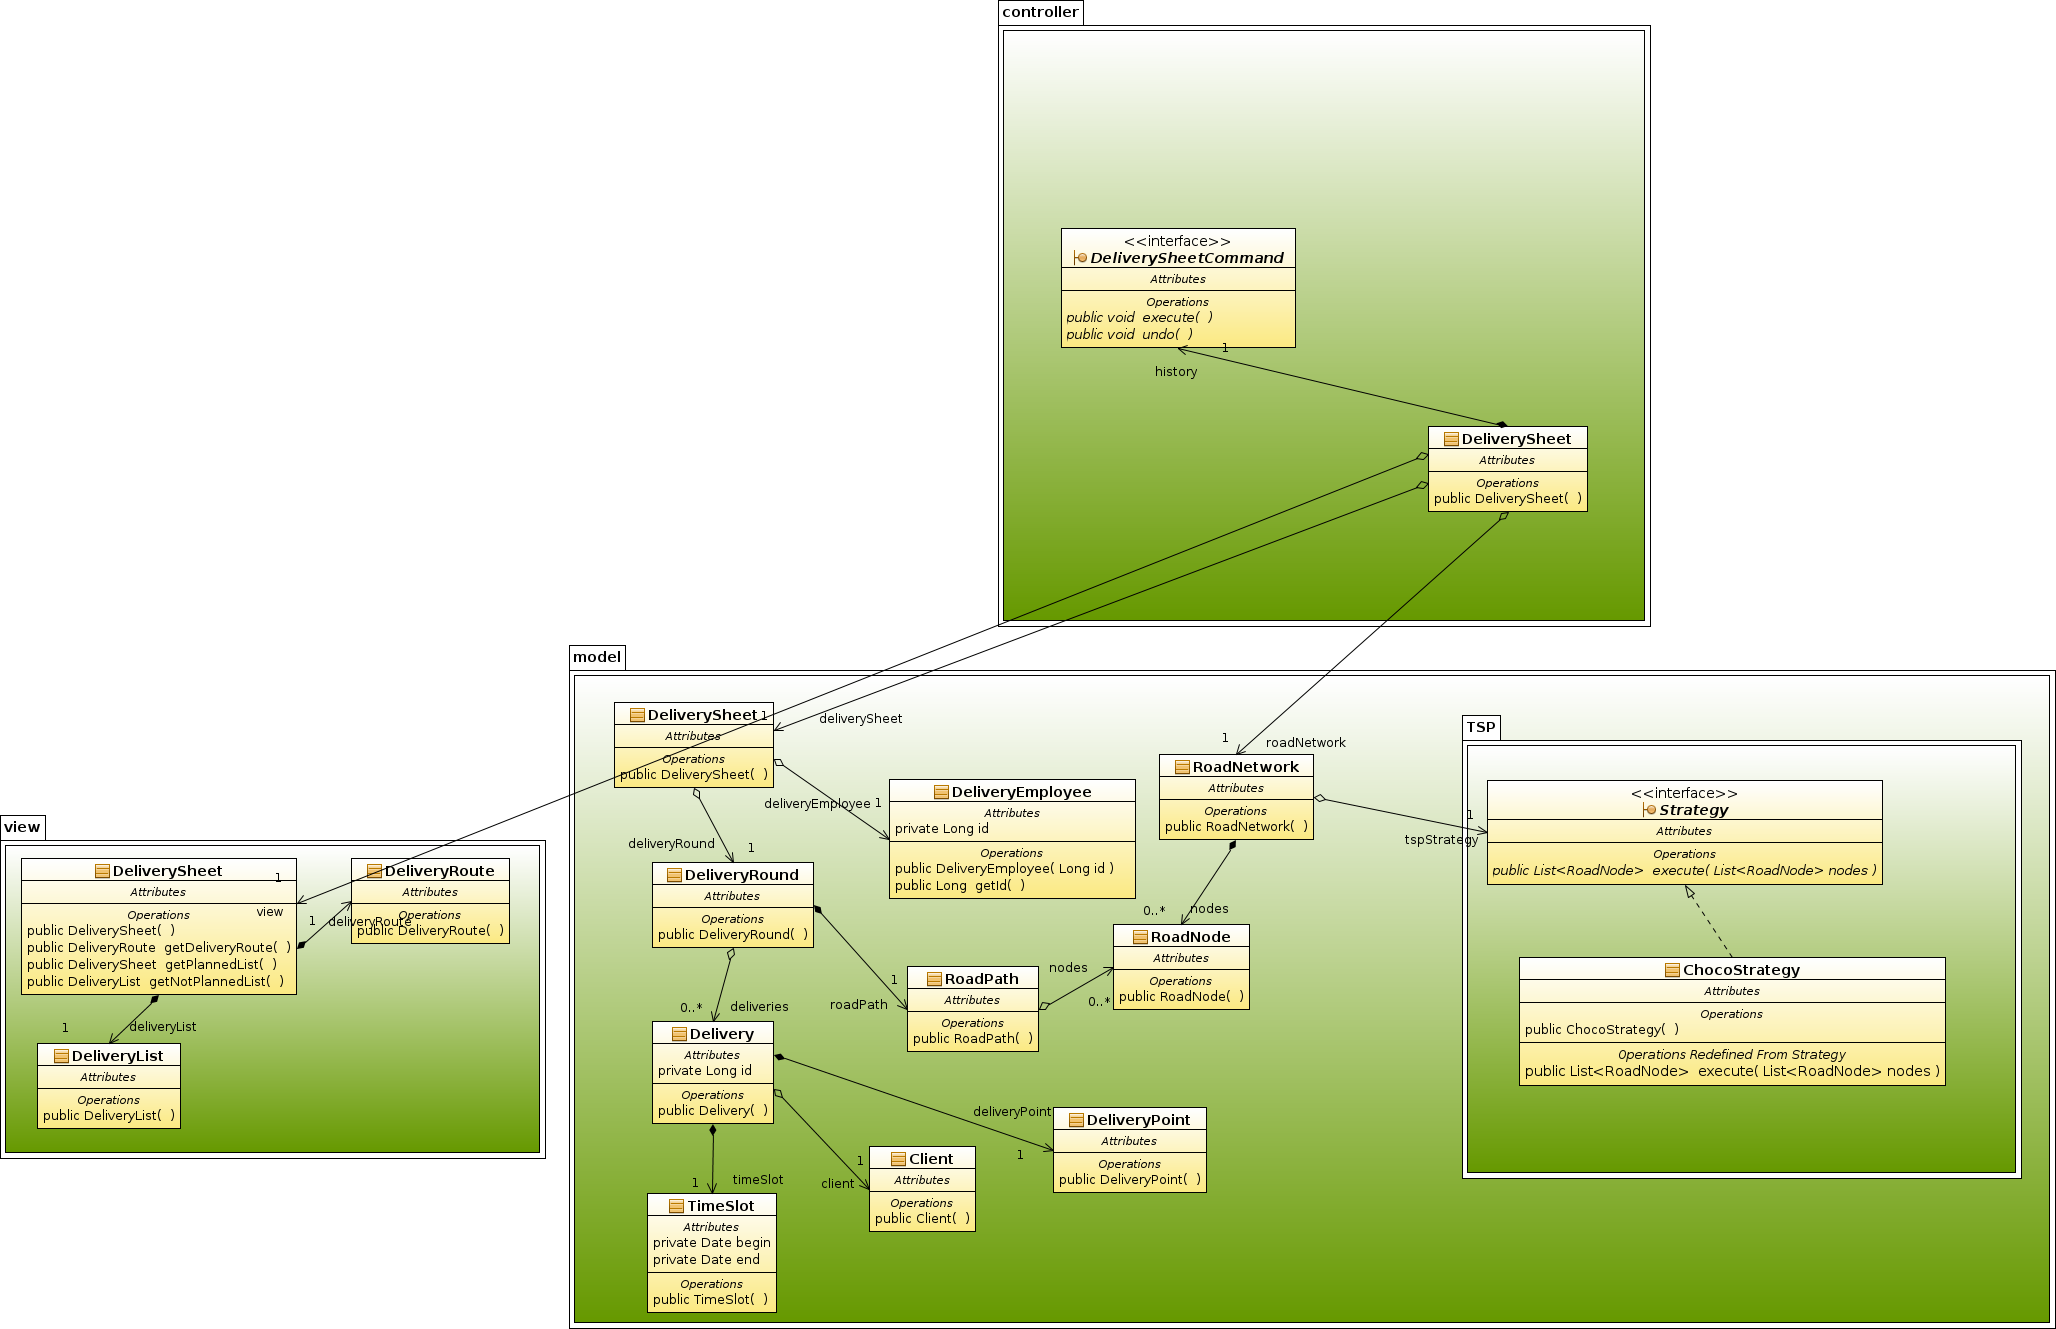 controller
<<interface>>
DeliverySheetCommand
Attributes
Operations
public void  execute(  )
public void  undo(  )
1
history
DeliverySheet
Attributes
Operations
public DeliverySheet(  )
model
DeliverySheet
Attributes
Operations
public DeliverySheet(  )
1
deliverySheet
deliveryEmployee
1
DeliveryEmployee
Attributes
private Long id
Operations
public DeliveryEmployee( Long id )
public Long  getId(  )
1
roadNetwork
RoadNetwork
Attributes
Operations
public RoadNetwork(  )
1
tspStrategy
TSP
<<interface>>
Strategy
Attributes
Operations
public List<RoadNode>  execute( List<RoadNode> nodes )
ChocoStrategy
Attributes
Operations
public ChocoStrategy(  )
Operations Redefined From Strategy
public List<RoadNode>  execute( List<RoadNode> nodes )
deliveryRound
1
DeliveryRound
Attributes
Operations
public DeliveryRound(  )
0..*
nodes
RoadNode
Attributes
Operations
public RoadNode(  )
1
roadPath
RoadPath
Attributes
Operations
public RoadPath(  )
nodes
0..*
0..*
deliveries
Delivery
Attributes
private Long id
Operations
public Delivery(  )
deliveryPoint
1
DeliveryPoint
Attributes
Operations
public DeliveryPoint(  )
1
client
Client
Attributes
Operations
public Client(  )
1
timeSlot
TimeSlot
Attributes
private Date begin
private Date end
Operations
public TimeSlot(  )
view
DeliverySheet
Attributes
Operations
public DeliverySheet(  )
public DeliveryRoute  getDeliveryRoute(  )
public DeliverySheet  getPlannedList(  )
public DeliveryList  getNotPlannedList(  )
1
view
1
deliveryRoute
DeliveryRoute
Attributes
Operations
public DeliveryRoute(  )
1
deliveryList
DeliveryList
Attributes
Operations
public DeliveryList(  )